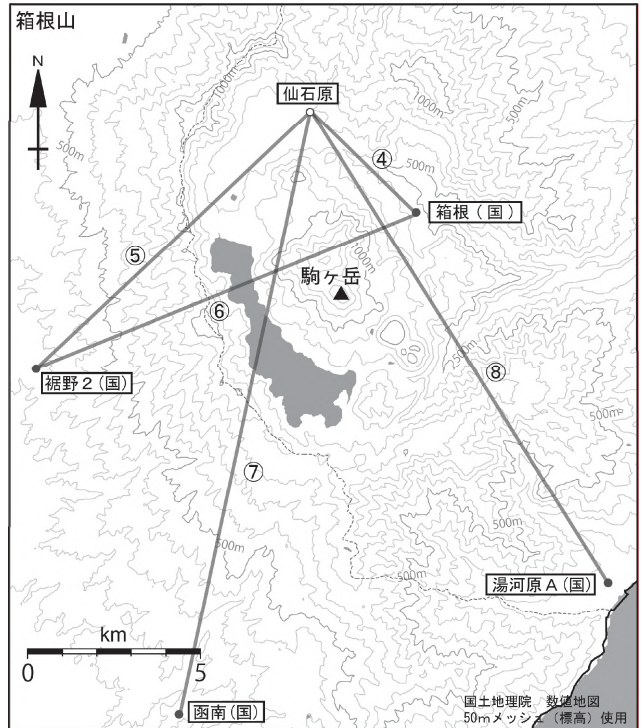 箱根山
N
仙石原
1000m
1000m
500m
500m
④
500m
箱根(国)
⑤
1000m
駒ヶ岳
⑥
500m
⑧
裾野2(国)
500m
⑦
500m
500m
500m
湯河原A(国)
km
0 5
函南(国)
国土地理院 数値地図
50mメッシュ(標高)使用